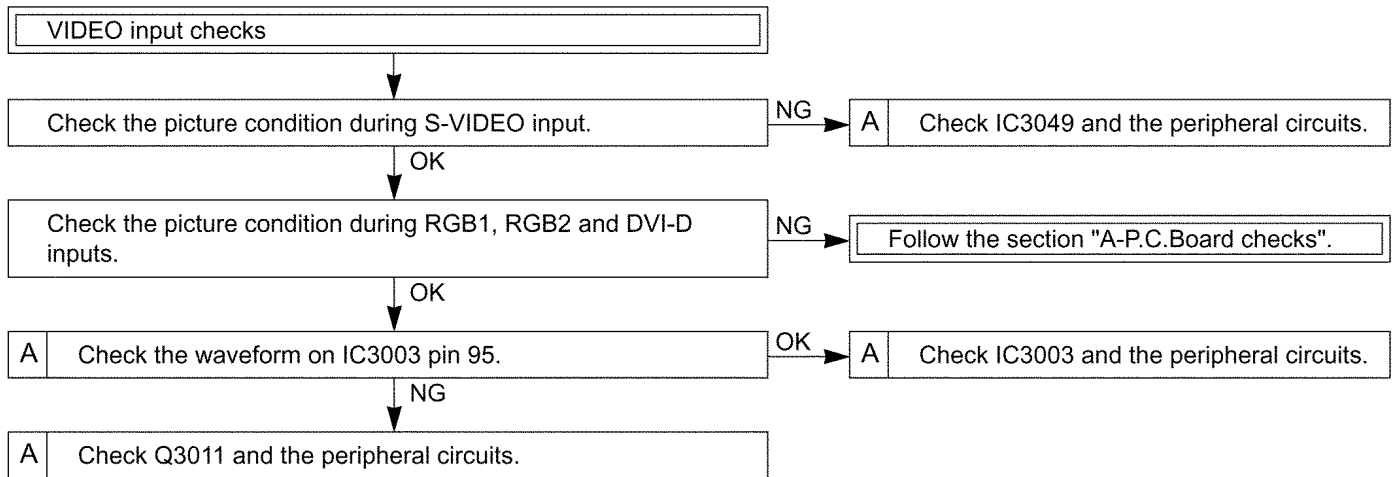 VIDEO input checks
Check the picture condition during S-VIDEO input.
NG
A
Check IC3049 and the peripheral circuits.
OK
Check the picture condition during RGB1, RGB2 and DVI-D
inputs.
NG
Follow the section "A-P.C.Board checks".
OK
A
Check the waveform on IC3003 pin 95.
OK
A
Check IC3003 and the peripheral circuits.
NG
A
Check Q3011 and the peripheral circuits.